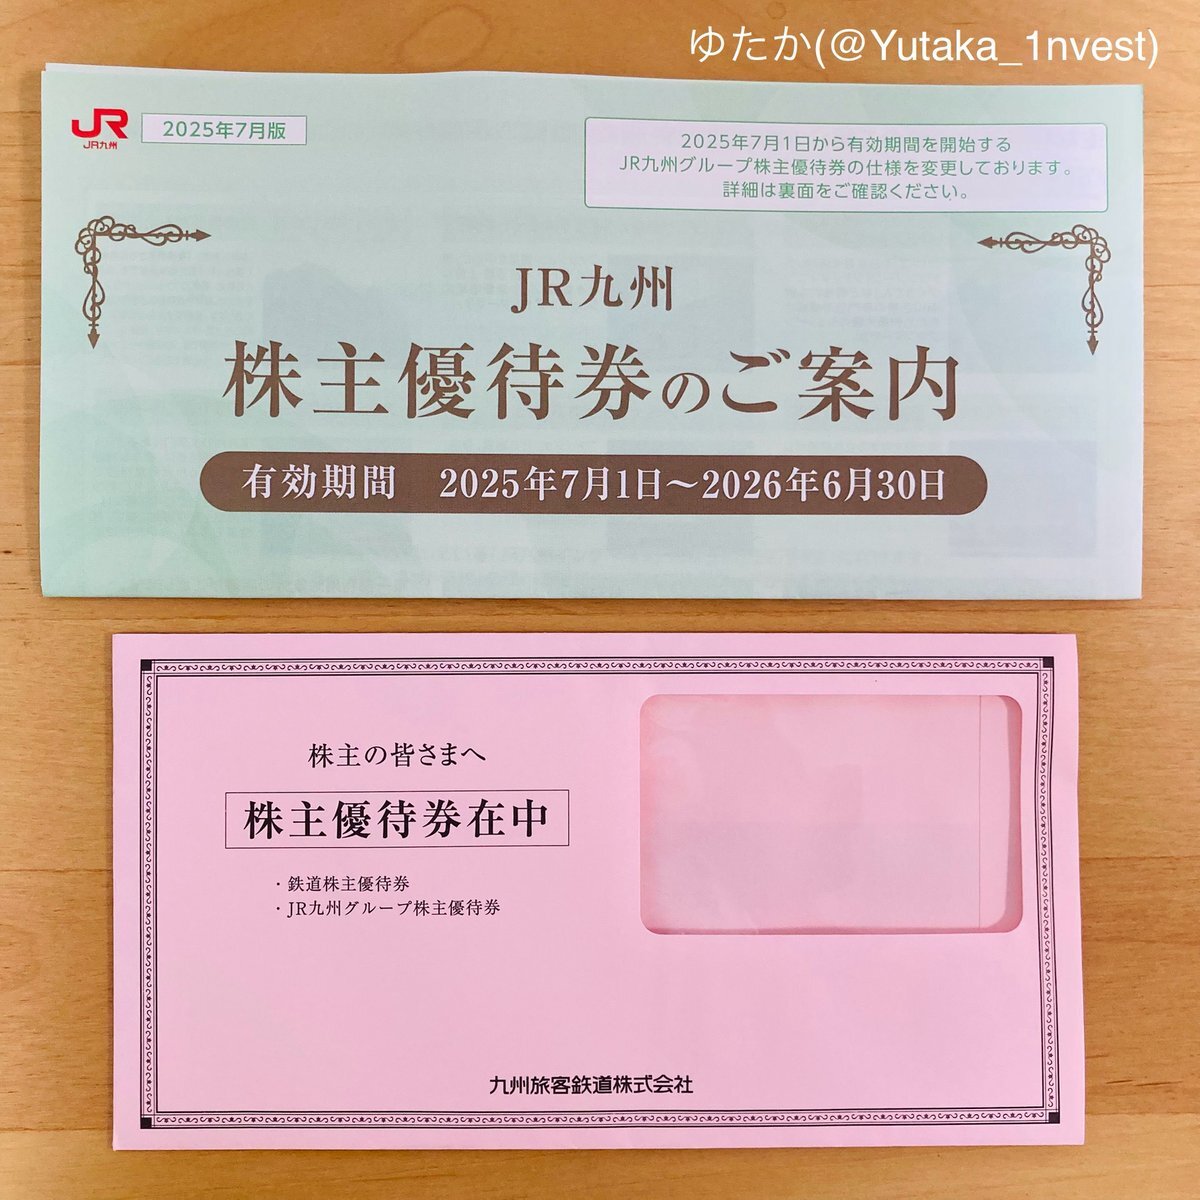 ゆたか(@Yutaka_1nvest)
JR
JR九州
2025年7月版
2025年7月1日から有効期間を開始する
JR九州グループ株主優待券の仕様を変更しております。
詳細は裏面をご確認ください。
JR九州
株主優待券のご案内
有効期間 2025年7月1日～2026年6月30日
株主の皆さまへ
株主優待券在中
・鉄道株主優待券
・JR九州グループ株主優待券
九州旅客鉄道株式会社